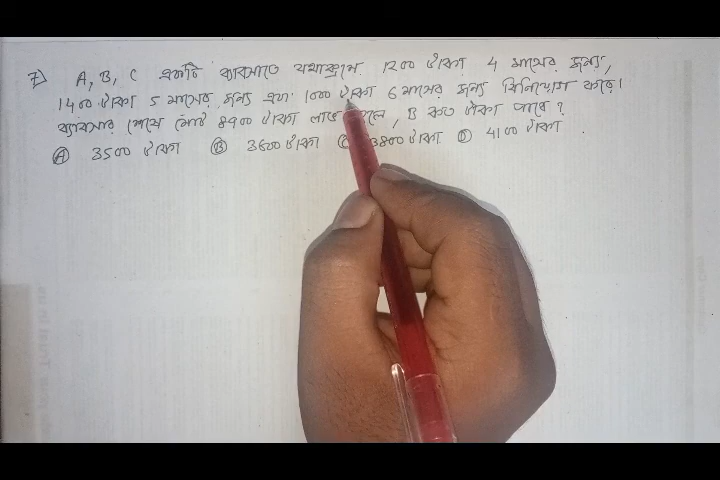 7) A, B, C একটি ব্যবসাতে যথাক্রমে 1200 টাকা 4 মাসের জন্য,
1400 টাকা 5 মাসের জন্য এবং 1000 টাকা 6 মাসের জন্য বিনিয়োগ করে।
ব্যবসার শেষে মোট 8900 টাকা লাভ হলে, B কত টাকা পাবে?
Ⓐ 3500 টাকা Ⓑ 3600 টাকা Ⓒ 3800 টাকা Ⓓ 4100 টাকা.